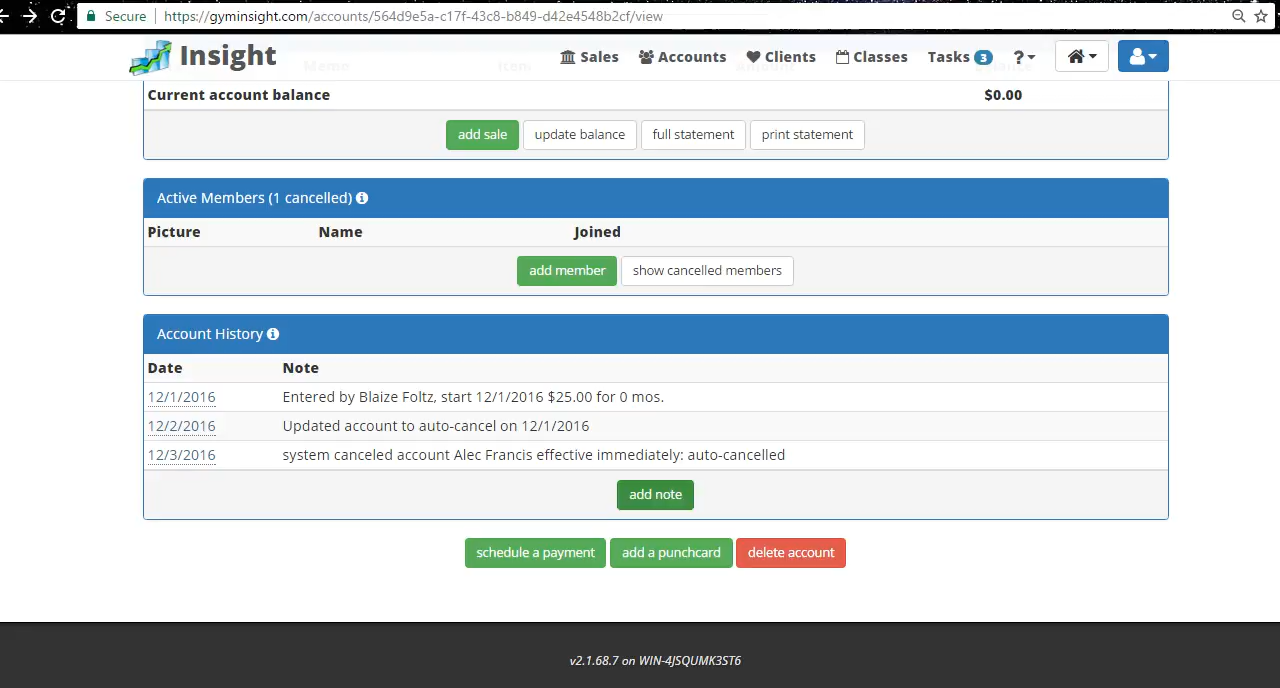 Secure https://gyminsight.com/accounts/564d9e5a-c17f-43c8-b849-d42e4548b2cf/view
Insight Sales Accounts Clients Classes Tasks 3 ?
Memo Item
Current account balance $0.00
add sale update balance full statement print statement
Active Members (1 cancelled)
Picture Name Joined
add member show cancelled members
Account History
Date Note
12/1/2016 Entered by Blaize Foltz, start 12/1/2016 $25.00 for 0 mos.
12/2/2016 Updated account to auto-cancel on 12/1/2016
12/3/2016 system canceled account Alec Francis effective immediately: auto-cancelled
add note
schedule a payment add a punchcard delete account
v2.1.68.7 on WIN-4JSQUMK3ST6